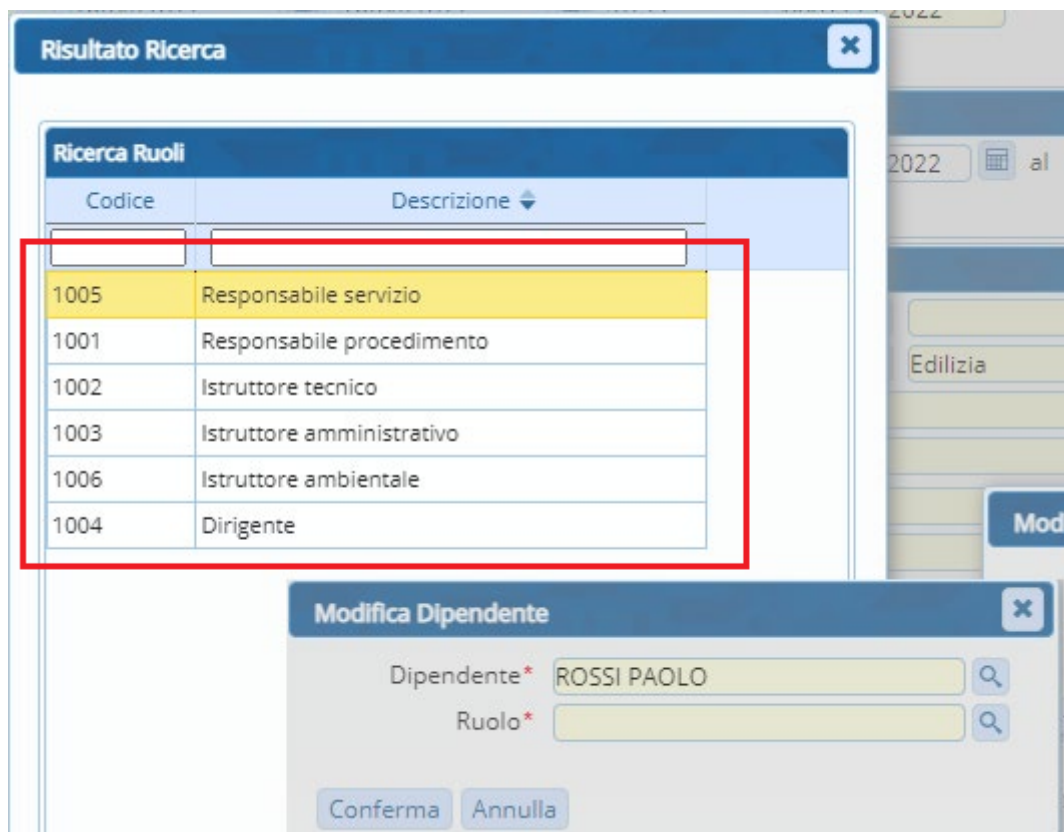 2022
Risultato Ricerca
Ricerca Ruoli
2022 al
Codice Descrizione
1005 Responsabile servizio
1001 Responsabile procedimento
Edilizia
1002 Istruttore tecnico
1003 Istruttore amministrativo
1006 Istruttore ambientale
1004 Dirigente
Mod
Modifica Dipendente
Dipendente* ROSSI PAOLO
Ruolo*
Conferma Annulla